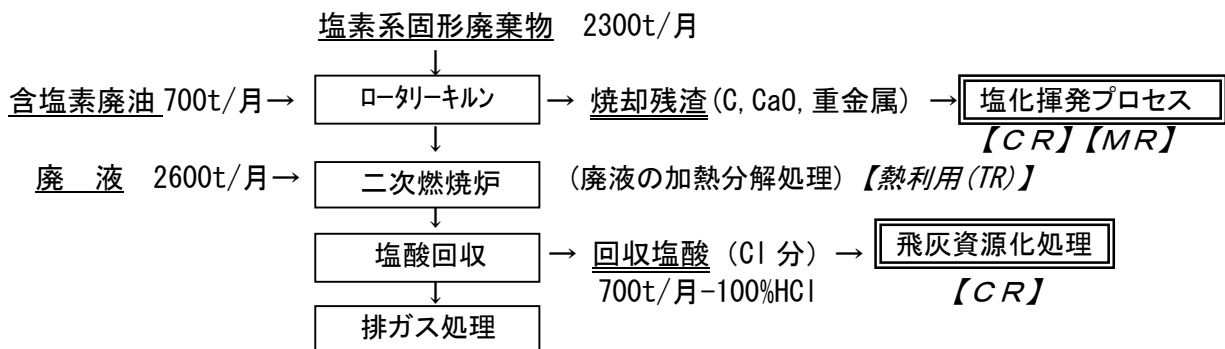 塩素系固形廃棄物 2300t/月
↓
含塩素廃油 700t/月→ ロータリーキルン → 焼却残渣(C, CaO, 重金属) → 塩化揮発プロセス
↓ 【CR】【MR】
廃 液 2600t/月→ 二次燃焼炉 (廃液の加熱分解処理)【熱利用(TR)】
↓
塩酸回収 → 回収塩酸 (Cl 分) → 飛灰資源化処理
↓ 700t/月-100%HCl 【CR】
排ガス処理